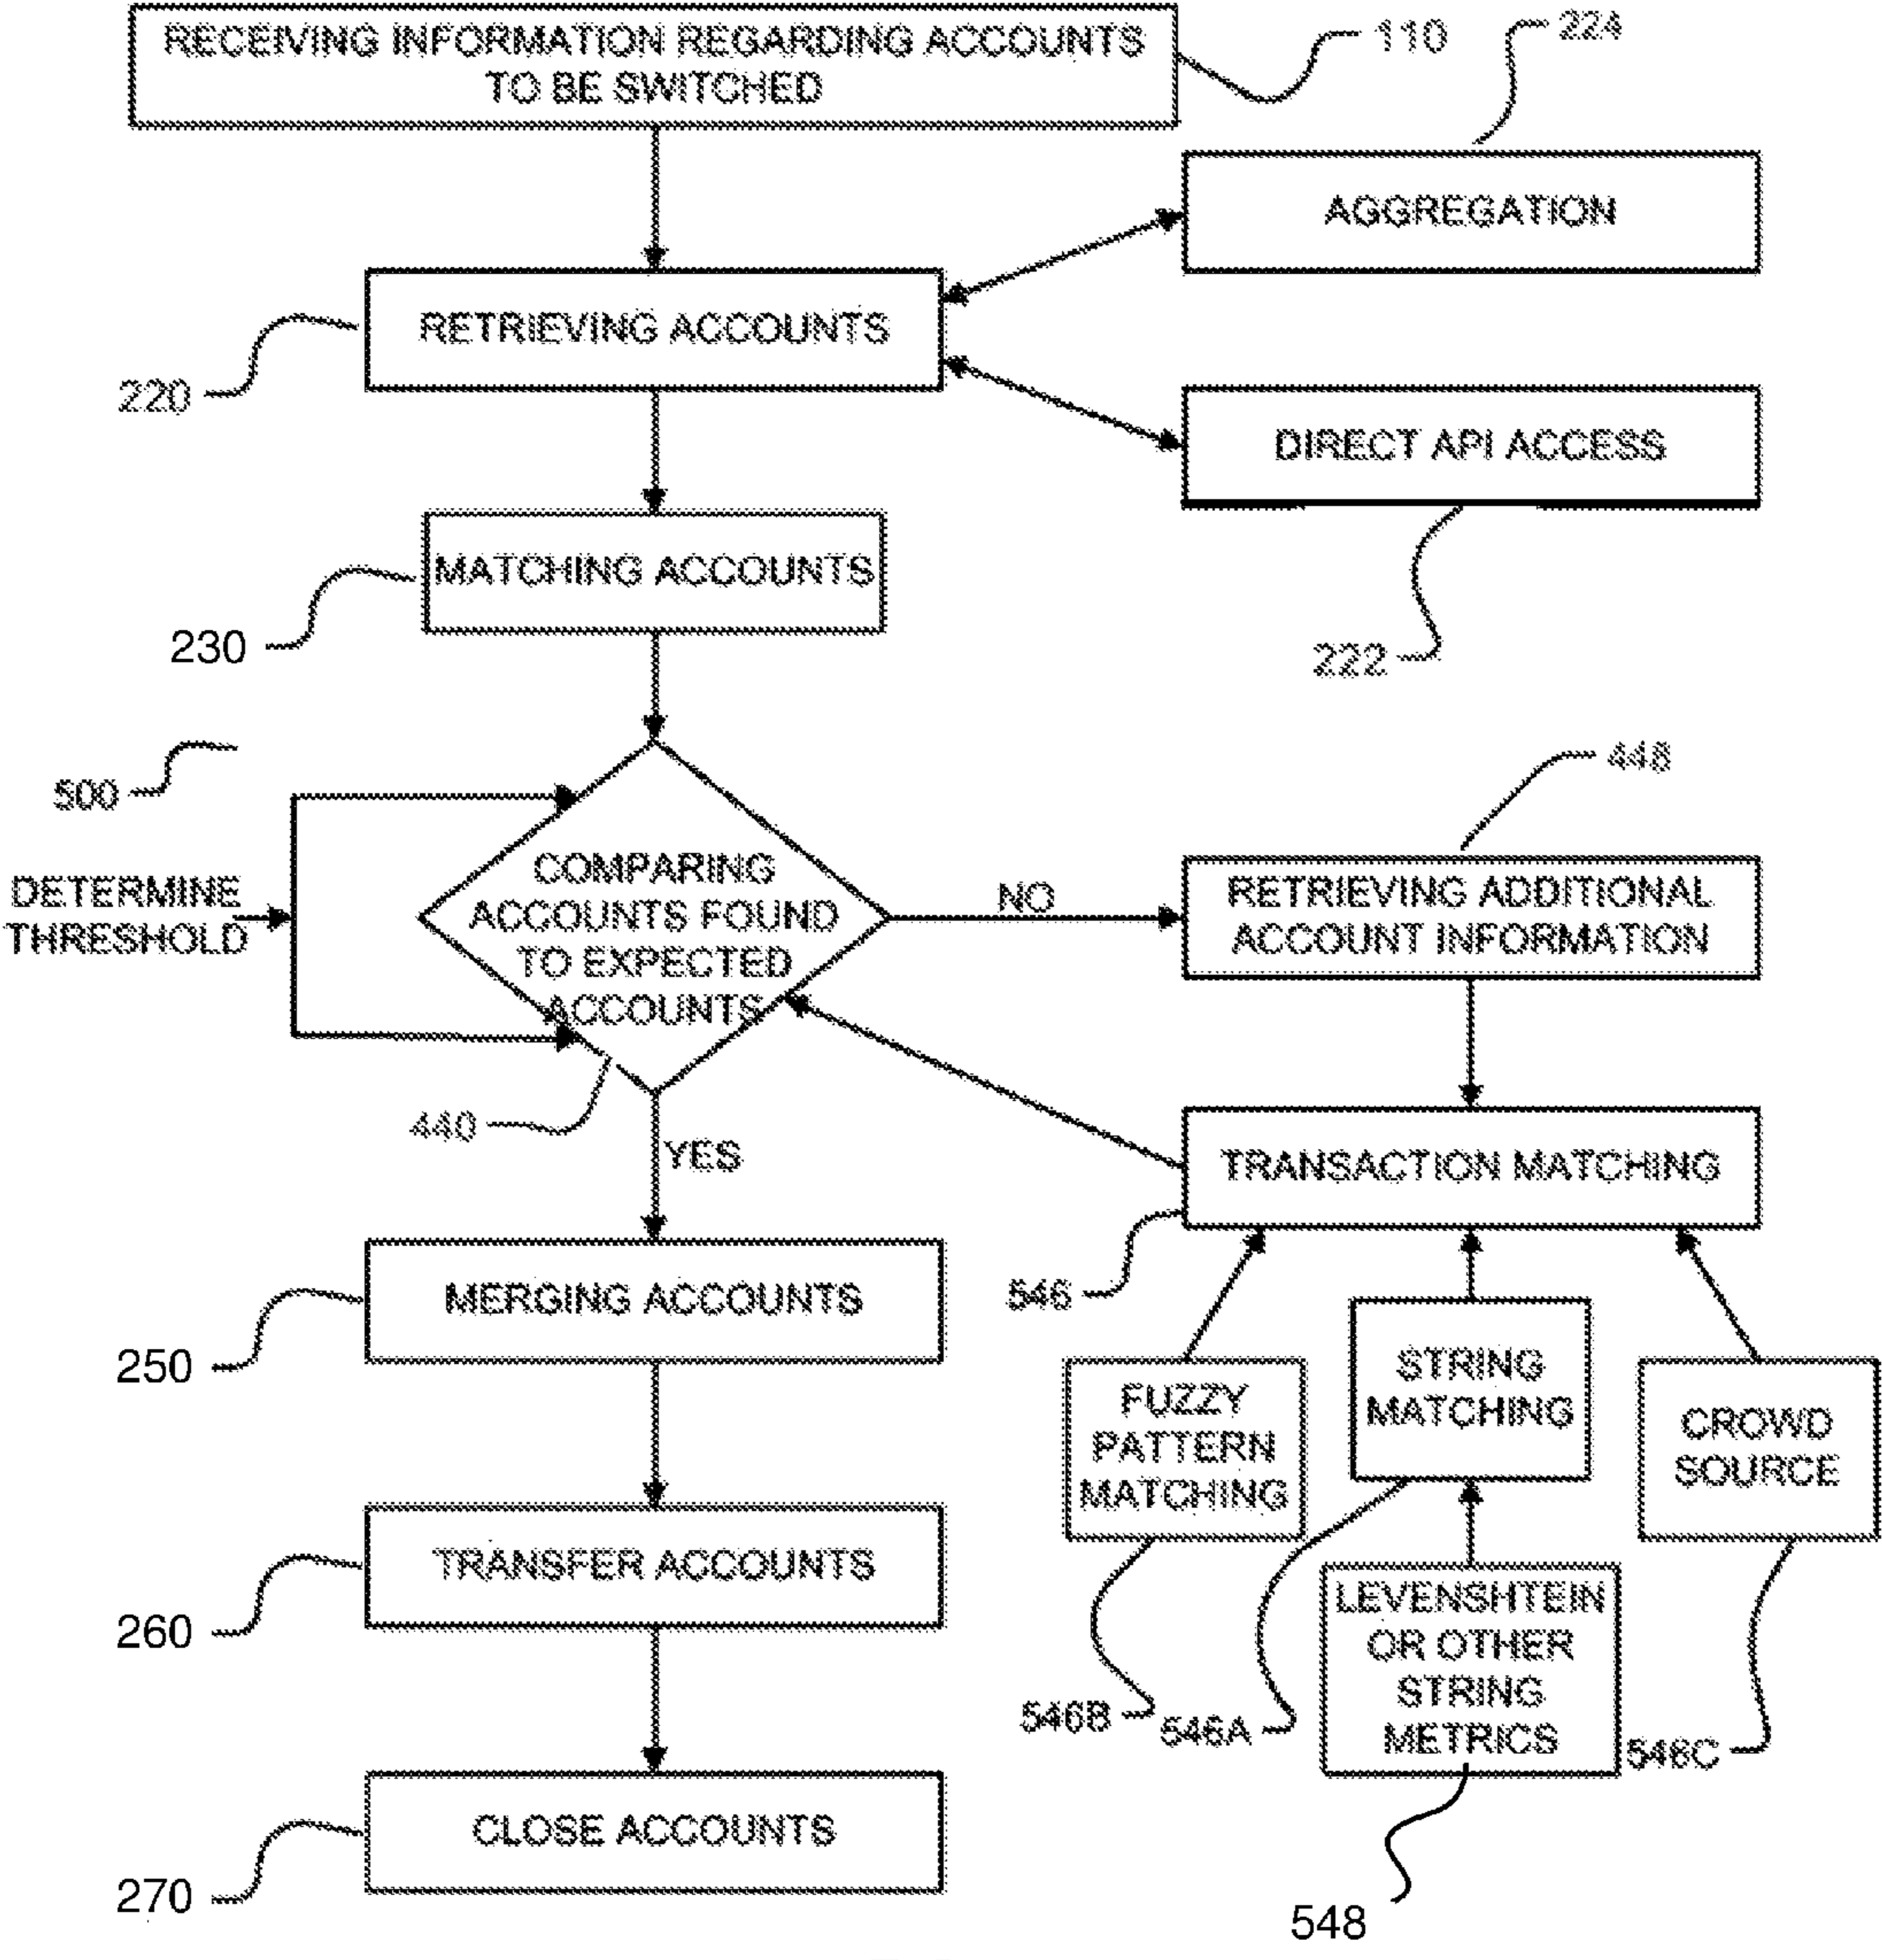 RECEIVING INFORMATION REGARDING ACCOUNTS
TO BE SWITCHED
110
224
AGGREGATION
RETRIEVING ACCOUNTS
220
DIRECT API ACCESS
222
MATCHING ACCOUNTS
230
500
DETERMINE
THRESHOLD
COMPARING
ACCOUNTS FOUND
TO EXPECTED
ACCOUNTS
440
NO
448
RETRIEVING ADDITIONAL
ACCOUNT INFORMATION
YES
TRANSACTION MATCHING
546
MERGING ACCOUNTS
250
FUZZY
PATTERN
MATCHING
546B
STRING
MATCHING
546A
CROWD
SOURCE
546C
LEVENSHTEIN
OR OTHER
STRING
METRICS
548
TRANSFER ACCOUNTS
260
CLOSE ACCOUNTS
270